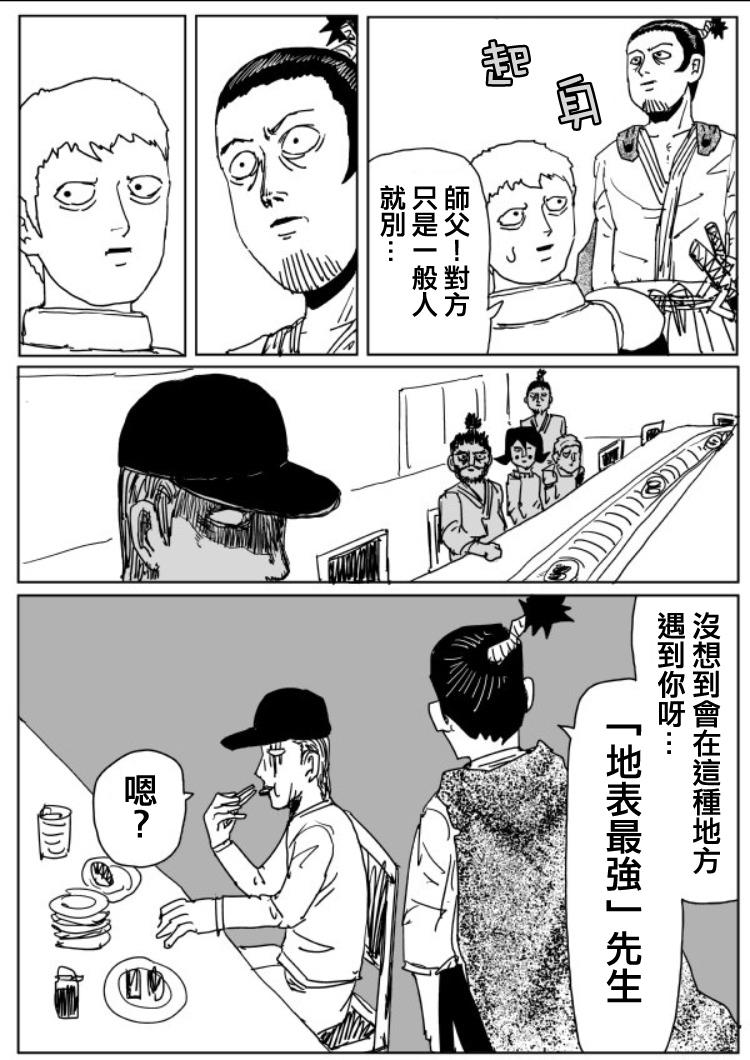 起身
師父！對方
只是一般人
就別…
沒想到會在這種地方
遇到你呀…
「地表最強」先生
嗯？